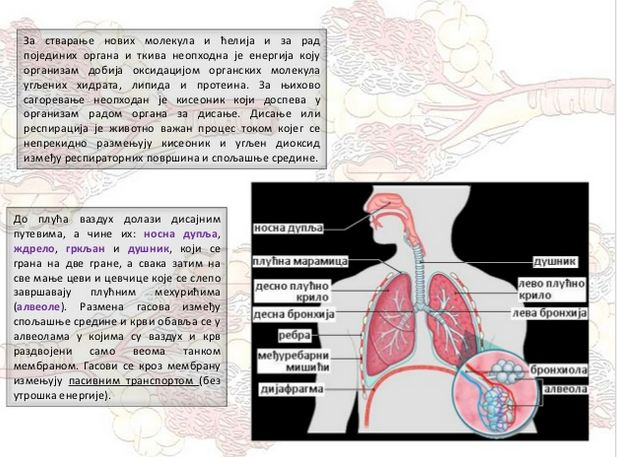 За стварање нових молекула и ћелија и за рад
појединих органа и ткива неопходна је енергија коју
организам добија оксидацијом органских молекула
угљених хидрата, липида и протеина. За њихово
сагоревање неопходан је кисеоник који доспева у
организам радом органа за дисање. Дисање или
респирација је животно важан процес током којег се
непрекидно размењују кисеоник и угљен диоксид
између респираторних површина и спољашње средине.
До плућа ваздух долази дисајним
путевима, а чине их: носна дупља,
ждрело, гркљан и душник, који се
грана на две гране, а свака затим на
све мање цеви и цевчице које се слепо
завршавају плућним мехурићима
(алвеоле). Размена гасова између
спољашње средине и крви обавља се у
алвеолама у којима су ваздух и крв
раздвојени само веома танком
мембраном. Гасови се кроз мембрану
измењују пасивним транспортом (без
утрошка енергије).
носна дупља
плућна марамица
десно плућно
крило
десна бронхија
ребра
међуребарни
мишићи
дијафрагма
душник
лево плућно
крило
лева бронхија
бронхиола
алвеола